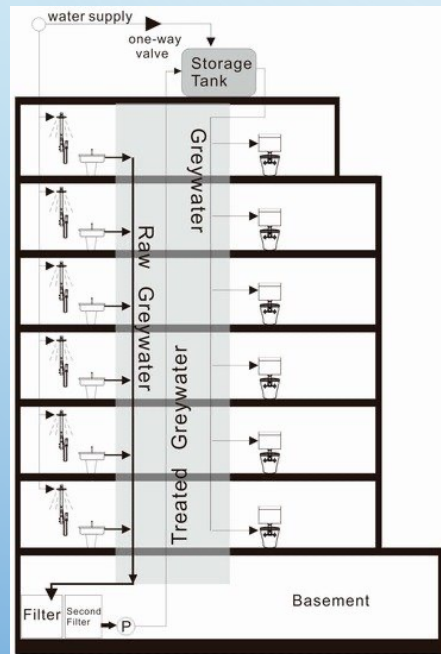 water supply
one-way
valve
Storage
Tank
Greywater
Raw Greywater
Treated Greywater
Filter
Second
Filter
P
Basement